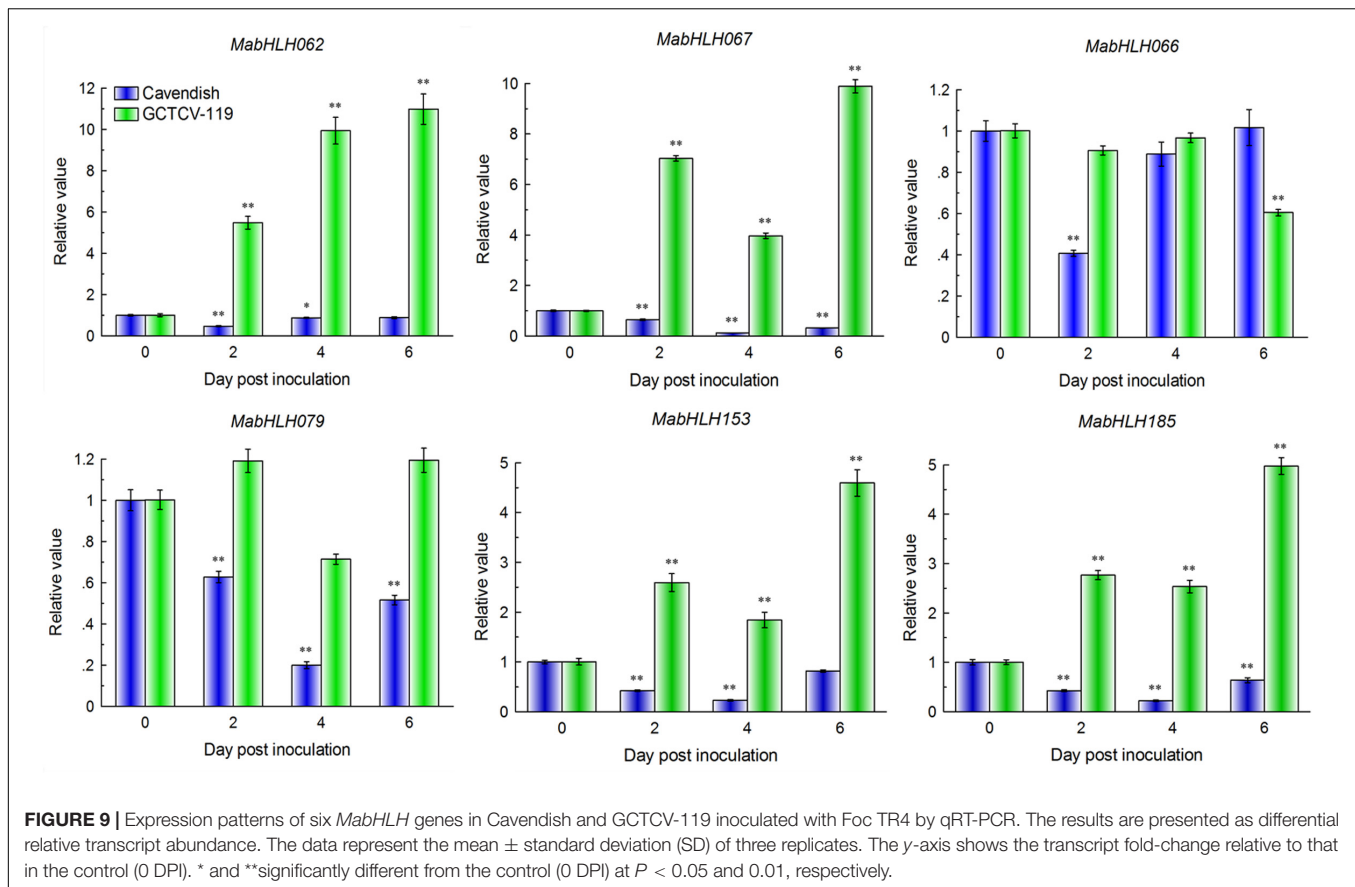 MabHLH062
Cavendish
GCTCV-119
12
10
8
6
4
2
0
Relative value
** ** * ** **
0 2 4 6
Day post inoculation
MabHLH067
10
8
6
4
2
0
Relative value
** ** ** ** ** **
0 2 4 6
Day post inoculation
MabHLH066
1.2
1
.8
.6
.4
.2
0
Relative value
** **
0 2 4 6
Day post inoculation
MabHLH079
1.2
1
.8
.6
.4
.2
0
Relative value
** ** **
0 2 4 6
Day post inoculation
MabHLH153
5
4
3
2
1
0
Relative value
** ** ** ** **
0 2 4 6
Day post inoculation
MabHLH185
5
4
3
2
1
0
Relative value
** ** ** ** ** **
0 2 4 6
Day post inoculation
FIGURE 9 | Expression patterns of six MabHLH genes in Cavendish and GCTCV-119 inoculated with Foc TR4 by qRT-PCR. The results are presented as differential
relative transcript abundance. The data represent the mean ± standard deviation (SD) of three replicates. The y-axis shows the transcript fold-change relative to that
in the control (0 DPI). * and **significantly different from the control (0 DPI) at P < 0.05 and 0.01, respectively.